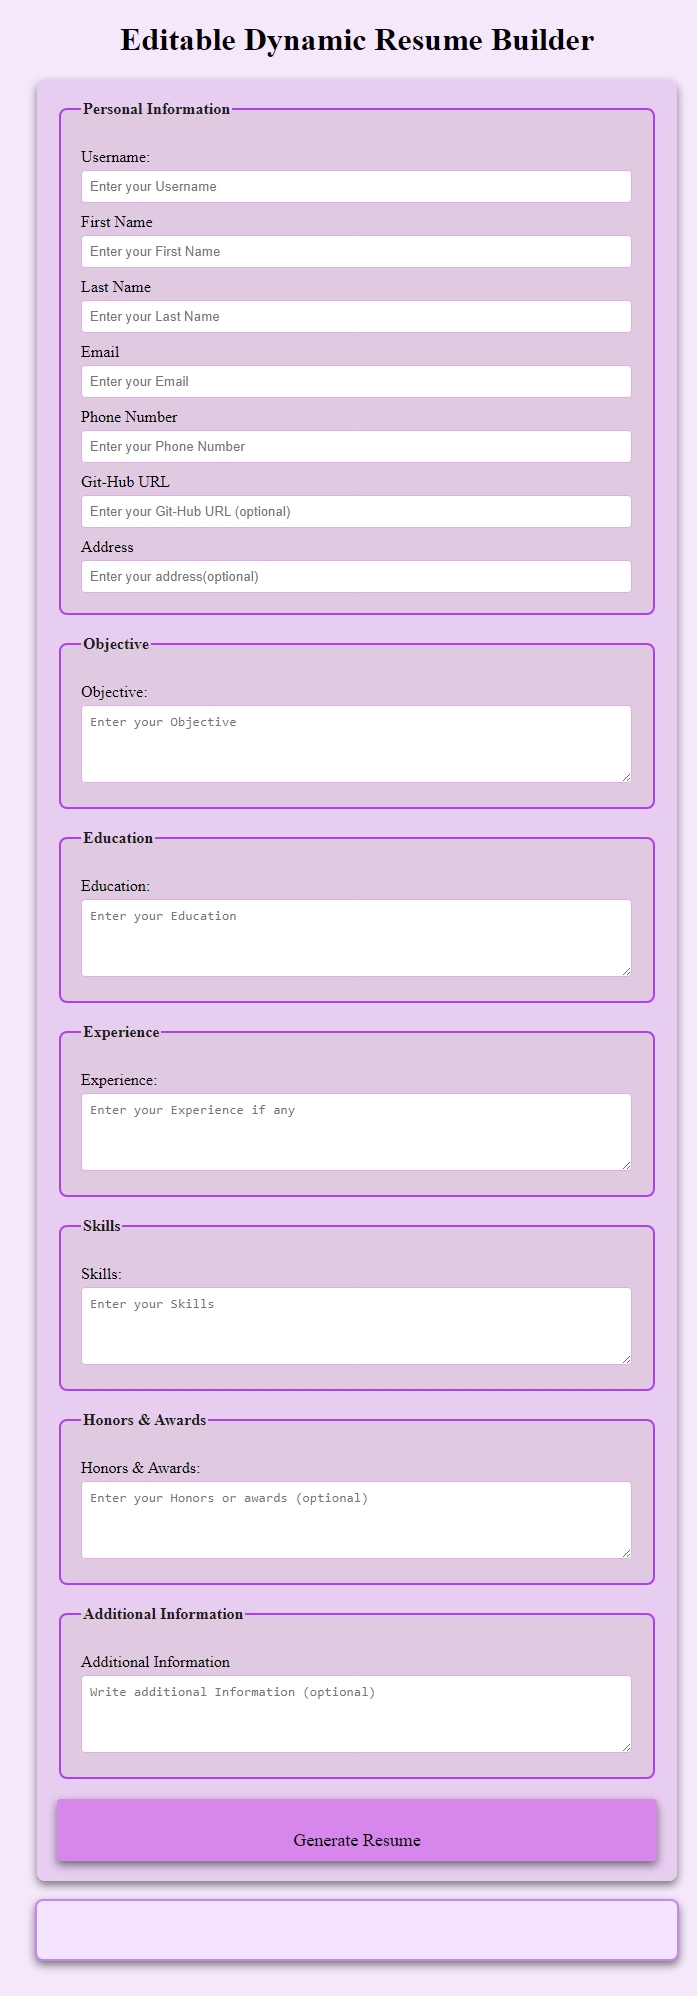 Editable Dynamic Resume Builder
Personal Information
Username:
Enter your Username
First Name
Enter your First Name
Last Name
Enter your Last Name
Email
Enter your Email
Phone Number
Enter your Phone Number
Git-Hub URL
Enter your Git-Hub URL (optional)
Address
Enter your address(optional)
Objective
Objective:
Enter your Objective
Education
Education:
Enter your Education
Experience
Experience:
Enter your Experience if any
Skills
Skills:
Enter your Skills
Honors & Awards
Honors & Awards:
Enter your Honors or awards (optional)
Additional Information
Additional Information
Write additional Information (optional)
Generate Resume